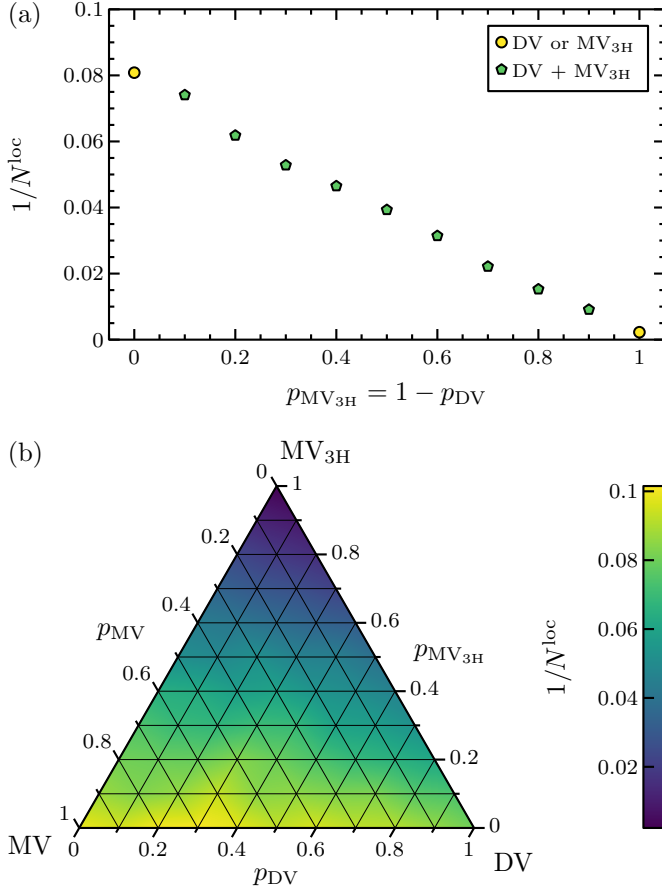 (a)
DV or MV3H
DV + MV3H
0.1
0.08
0.06
0.04
0.02
0
1/N^loc
0 0.2 0.4 0.6 0.8 1
pMV3H = 1 − pDV
(b)
MV3H
0 1
0.2 0.8
0.4 0.6
pMV pMV3H
0.6 0.4
0.8 0.2
1 0
MV DV
0 0.2 0.4 0.6 0.8 1
pDV
0.1
0.08
0.06
0.04
0.02
1/N^loc